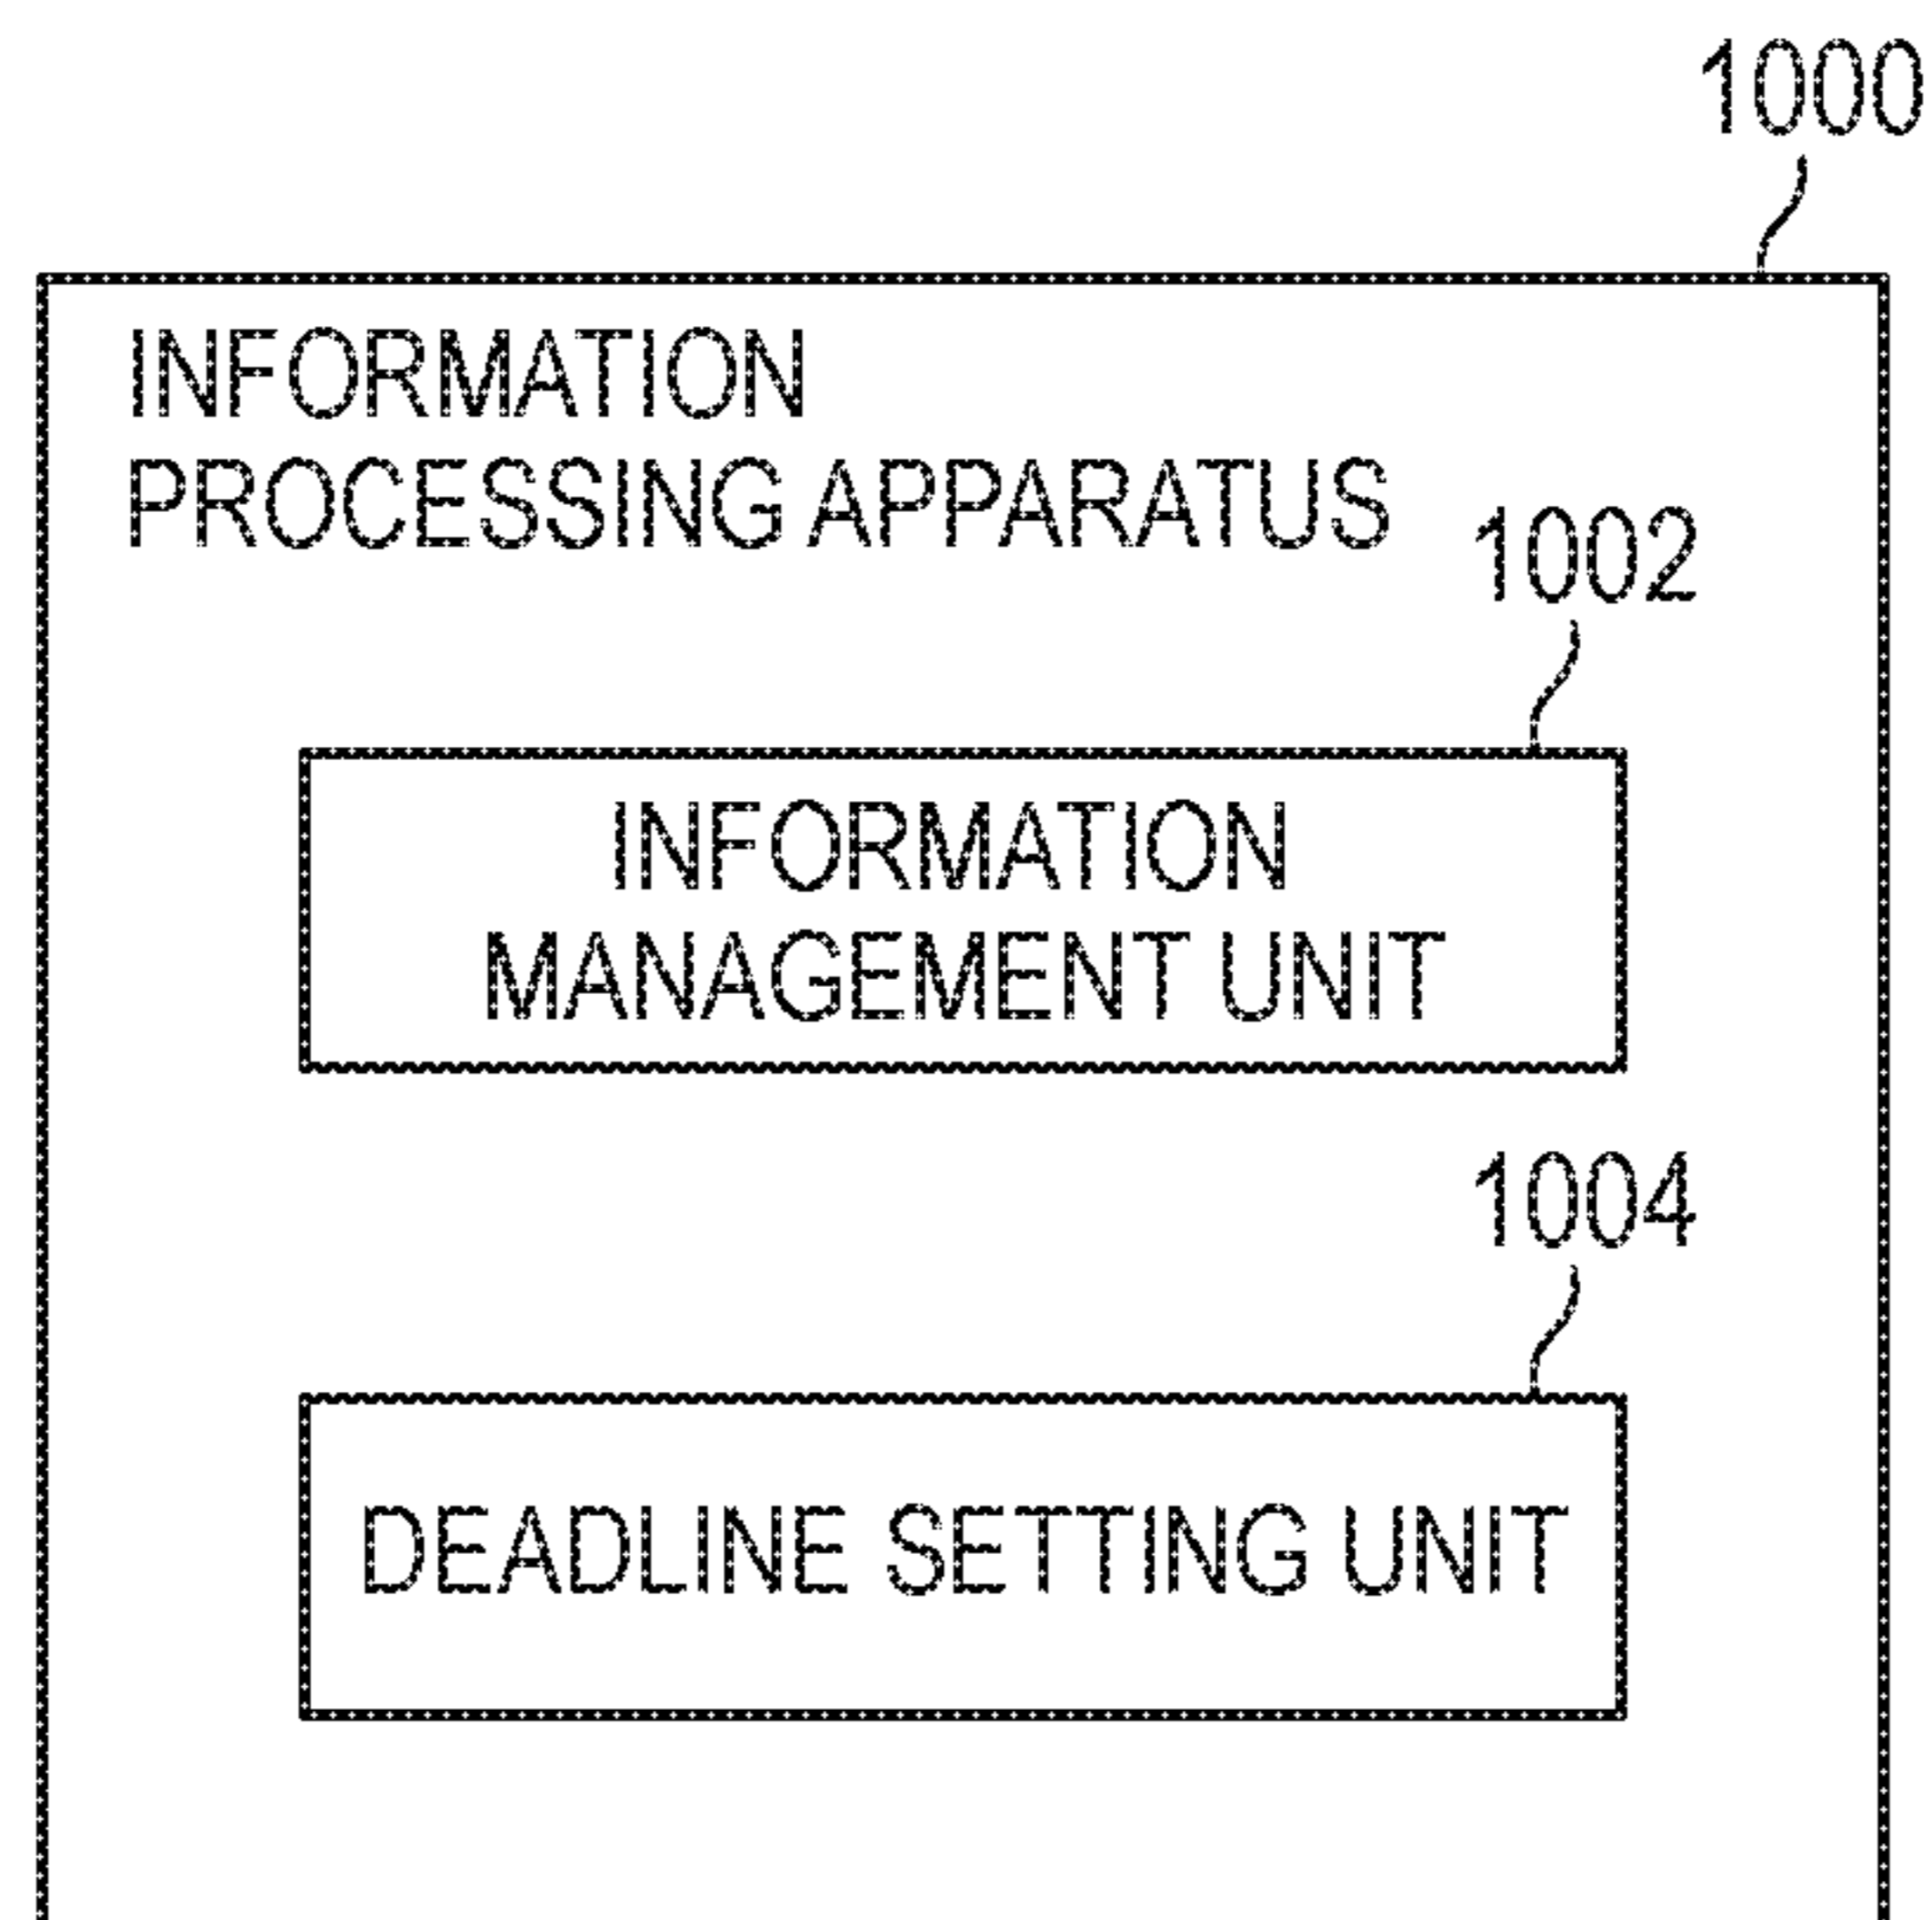 1000
INFORMATION
PROCESSING APPARATUS
1002
INFORMATION
MANAGEMENT UNIT
1004
DEADLINE SETTING UNIT